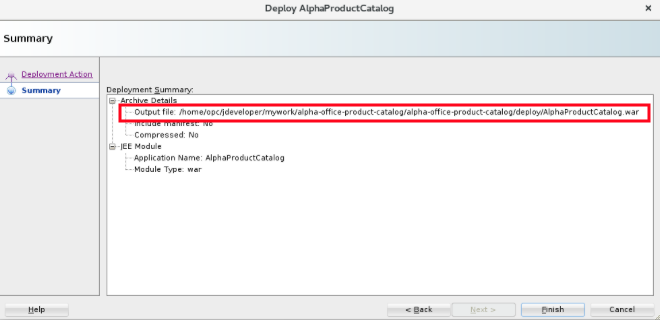 Deploy AlphaProductCatalog
Summary
Deployment Action
Summary
Deployment Summary:
Archive Details
Output file: /home/opc/jdeveloper/mywork/alpha-office-product-catalog/alpha-office-product-catalog/deploy/AlphaProductCatalog.war
Include manifest: No
Compressed: No
JEE Module
Application Name: AlphaProductCatalog
Module Type: war
Help
< Back
Next >
Finish
Cancel